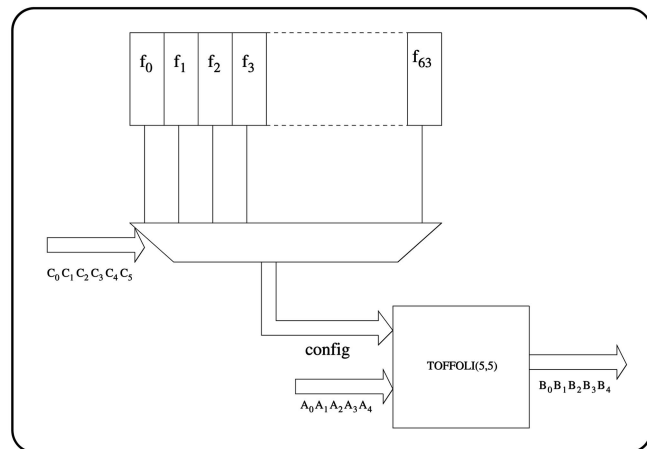 f0 f1 f2 f3 f63
C0 C1 C2 C3 C4 C5
config
TOFFOLI(5,5)
A0 A1 A2 A3 A4
B0 B1 B2 B3 B4